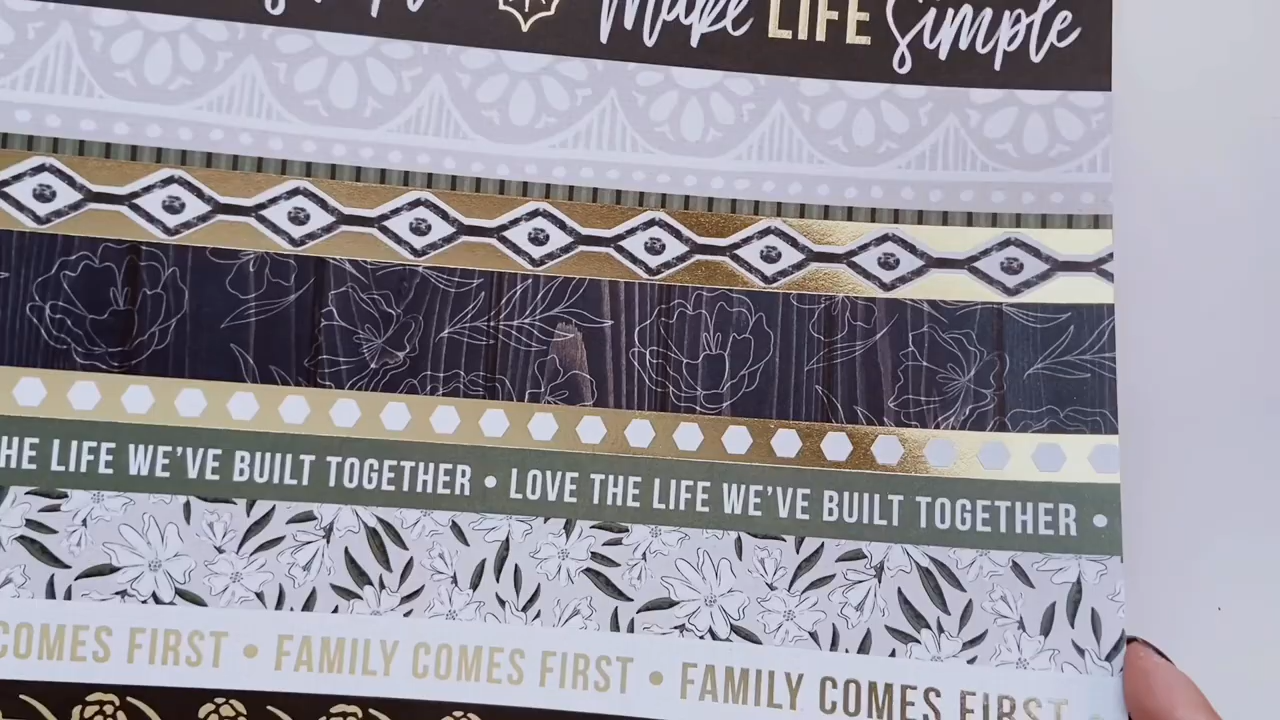 Simple Make LIFE Simple
HE LIFE WE'VE BUILT TOGETHER • LOVE THE LIFE WE'VE BUILT TOGETHER •
COMES FIRST • FAMILY COMES FIRST • FAMILY COMES FIRST •